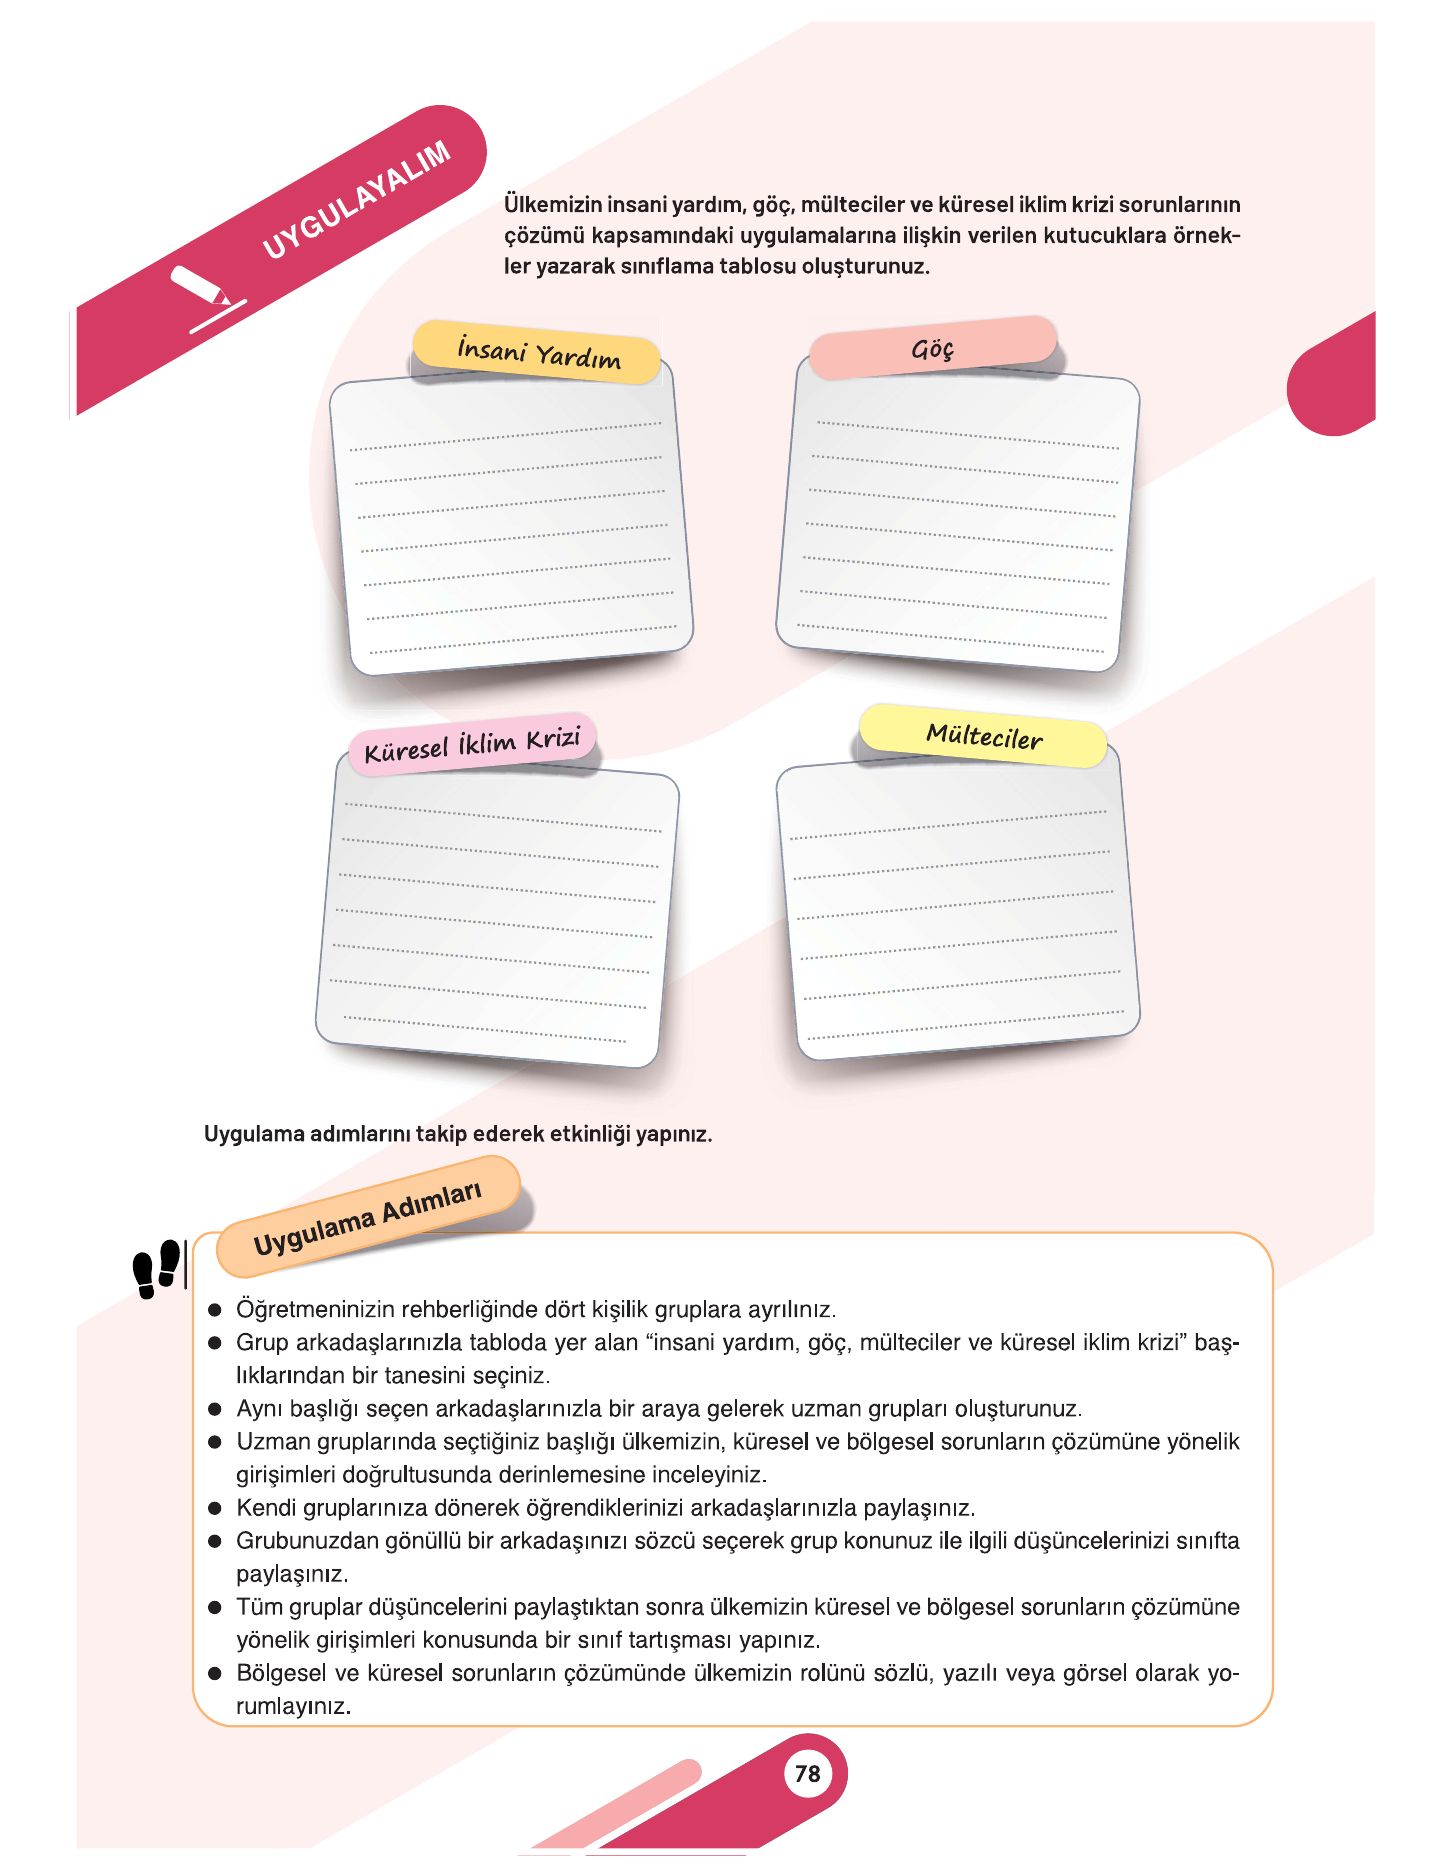 UYGULAYALIM
Ülkemizin insani yardım, göç, mülteciler ve küresel iklim krizi sorunlarının
çözümü kapsamındaki uygulamalarına ilişkin verilen kutucuklara örnek-
ler yazarak sınıflama tablosu oluşturunuz.
İnsani Yardım
Göç
Küresel İklim Krizi
Mülteciler
Uygulama adımlarını takip ederek etkinliği yapınız.
Uygulama Adımları
● Öğretmeninizin rehberliğinde dört kişilik gruplara ayrılınız.
● Grup arkadaşlarınızla tabloda yer alan “insani yardım, göç, mülteciler ve küresel iklim krizi” baş-
lıklarından bir tanesini seçiniz.
● Aynı başlığı seçen arkadaşlarınızla bir araya gelerek uzman grupları oluşturunuz.
● Uzman gruplarında seçtiğiniz başlığı ülkemizin, küresel ve bölgesel sorunların çözümüne yönelik
girişimleri doğrultusunda derinlemesine inceleyiniz.
● Kendi gruplarınıza dönerek öğrendiklerinizi arkadaşlarınızla paylaşınız.
● Grubunuzdan gönüllü bir arkadaşınızı sözcü seçerek grup konunuz ile ilgili düşüncelerinizi sınıfta
paylaşınız.
● Tüm gruplar düşüncelerini paylaştıktan sonra ülkemizin küresel ve bölgesel sorunların çözümüne
yönelik girişimleri konusunda bir sınıf tartışması yapınız.
● Bölgesel ve küresel sorunların çözümünde ülkemizin rolünü sözlü, yazılı veya görsel olarak yo-
rumlayınız.
78